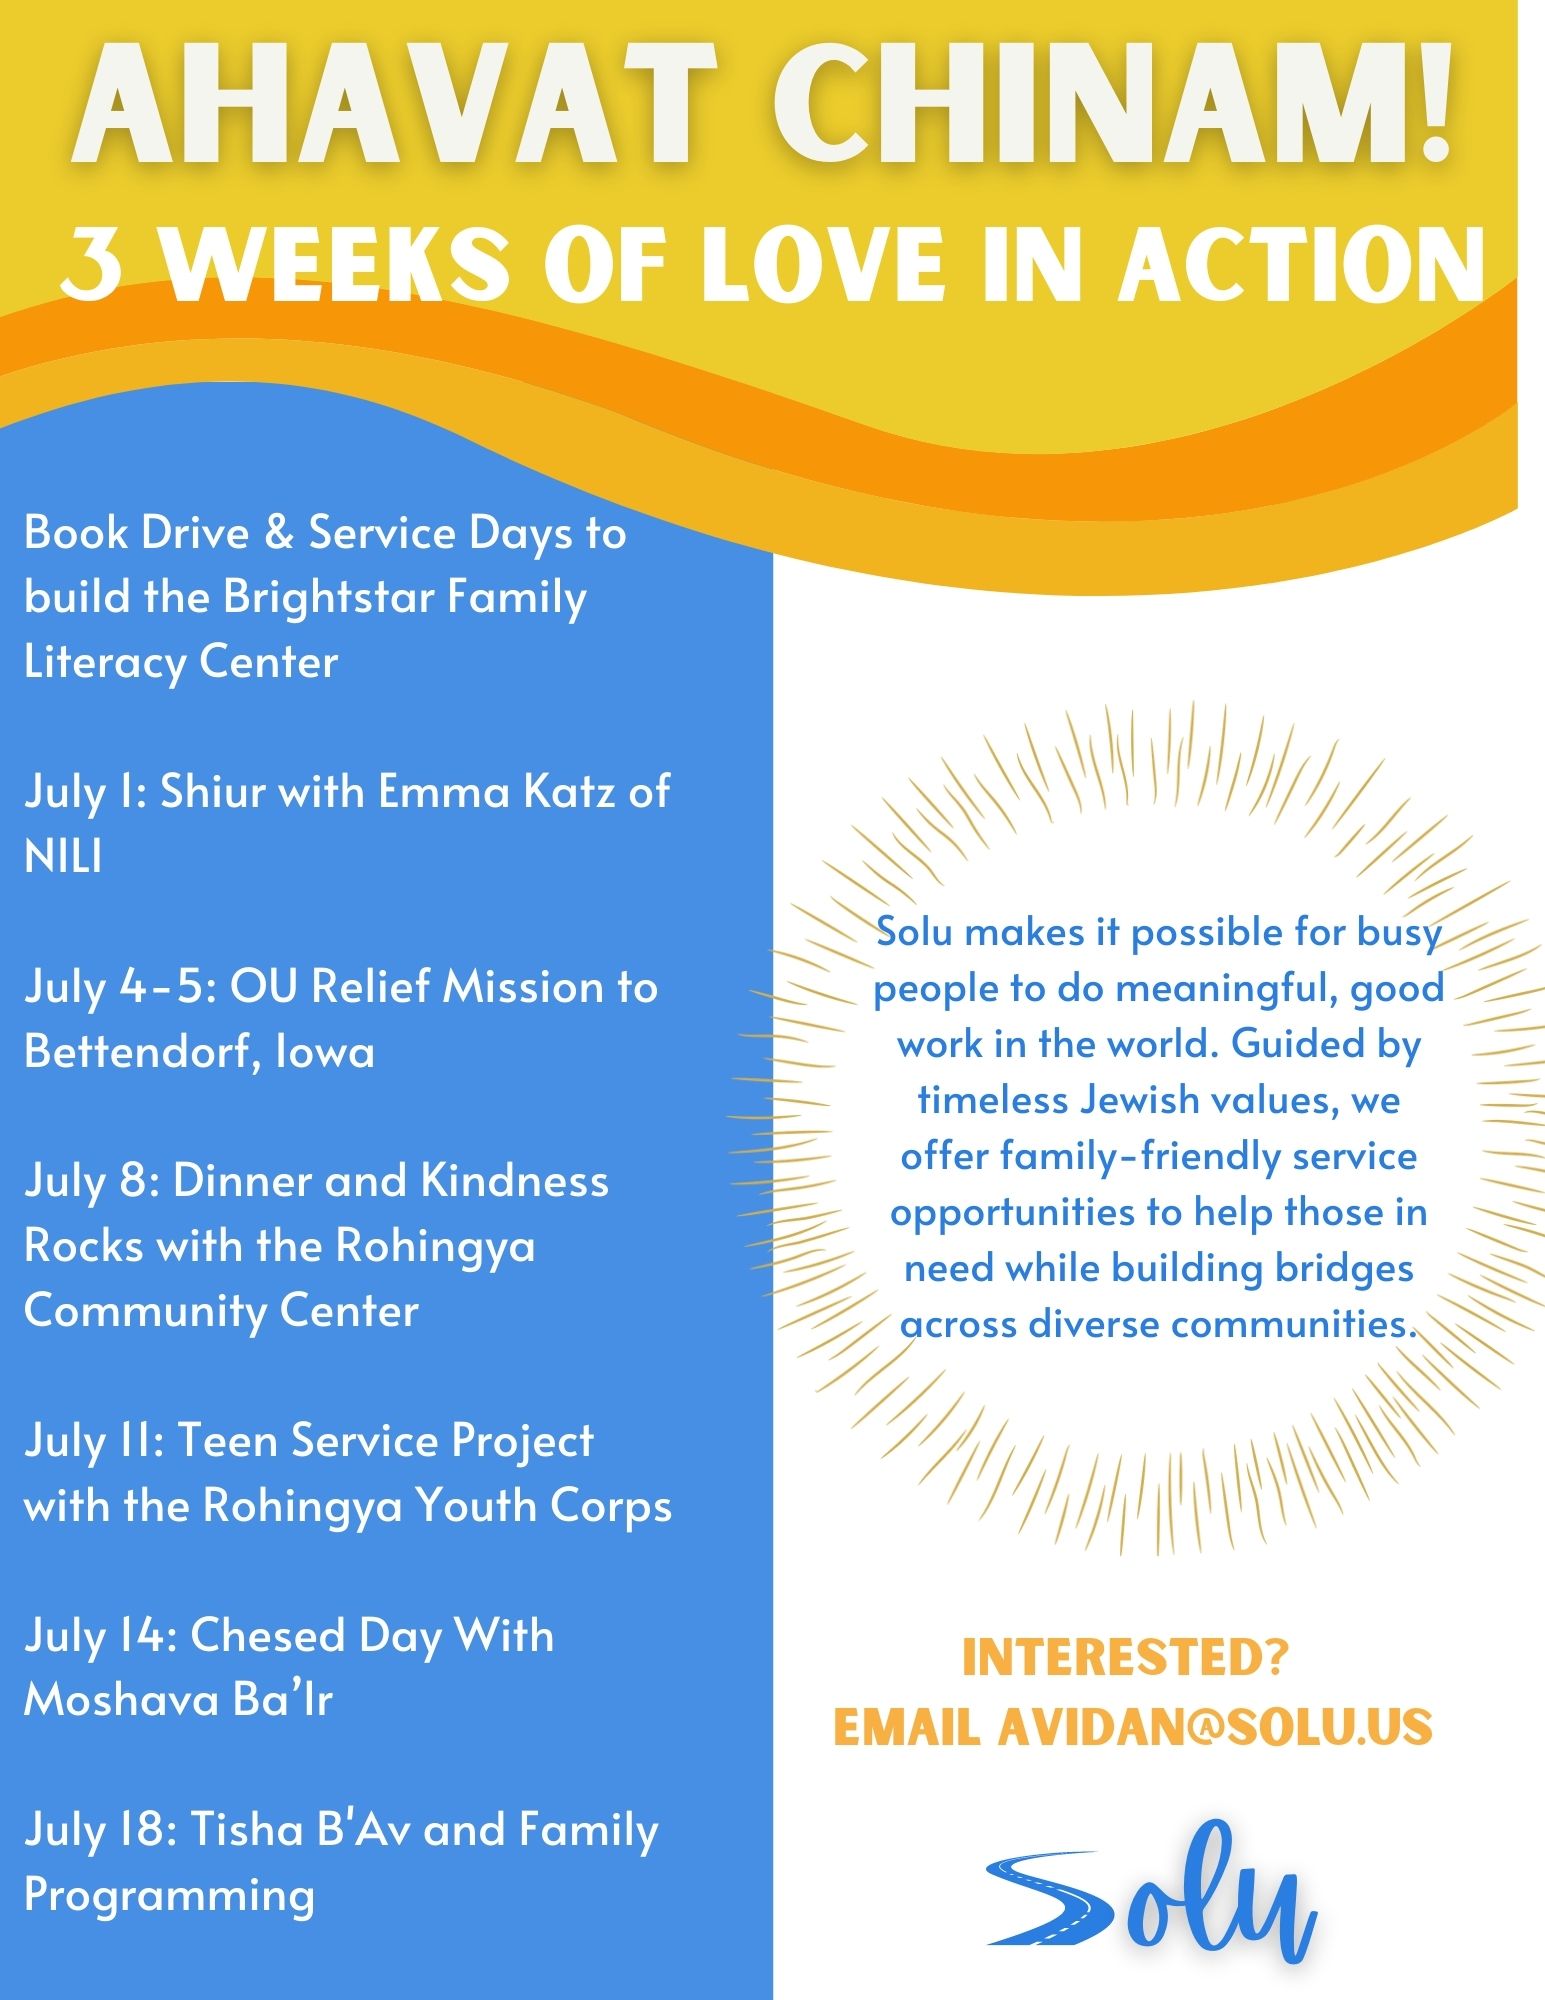 AHAVAT CHINAM!
3 WEEKS OF LOVE IN ACTION
Book Drive & Service Days to
build the Brightstar Family
Literacy Center
July 1: Shiur with Emma Katz of
NILI
July 4-5: OU Relief Mission to
Bettendorf, Iowa
July 8: Dinner and Kindness
Rocks with the Rohingya
Community Center
July 11: Teen Service Project
with the Rohingya Youth Corps
July 14: Chesed Day With
Moshava Ba’Ir
July 18: Tisha B'Av and Family
Programming
Solu makes it possible for busy
people to do meaningful, good
work in the world. Guided by
timeless Jewish values, we
offer family-friendly service
opportunities to help those in
need while building bridges
across diverse communities.
INTERESTED?
EMAIL AVIDAN@SOLU.US
Solu